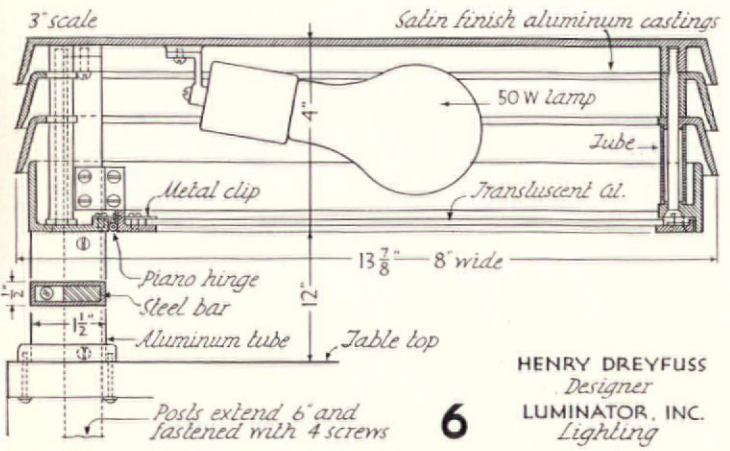 3" scale
Satin finish aluminum castings
4"
50 W lamp
Tube
Metal clip
Transluscent Gl.
13 7/8" 8" wide
Piano hinge
1/2"
Steel bar
12"
1 1/2"
Aluminum tube
Table top
Posts extend 6" and
fastened with 4 screws
6
HENRY DREYFUSS
Designer
LUMINATOR, INC.
Lighting